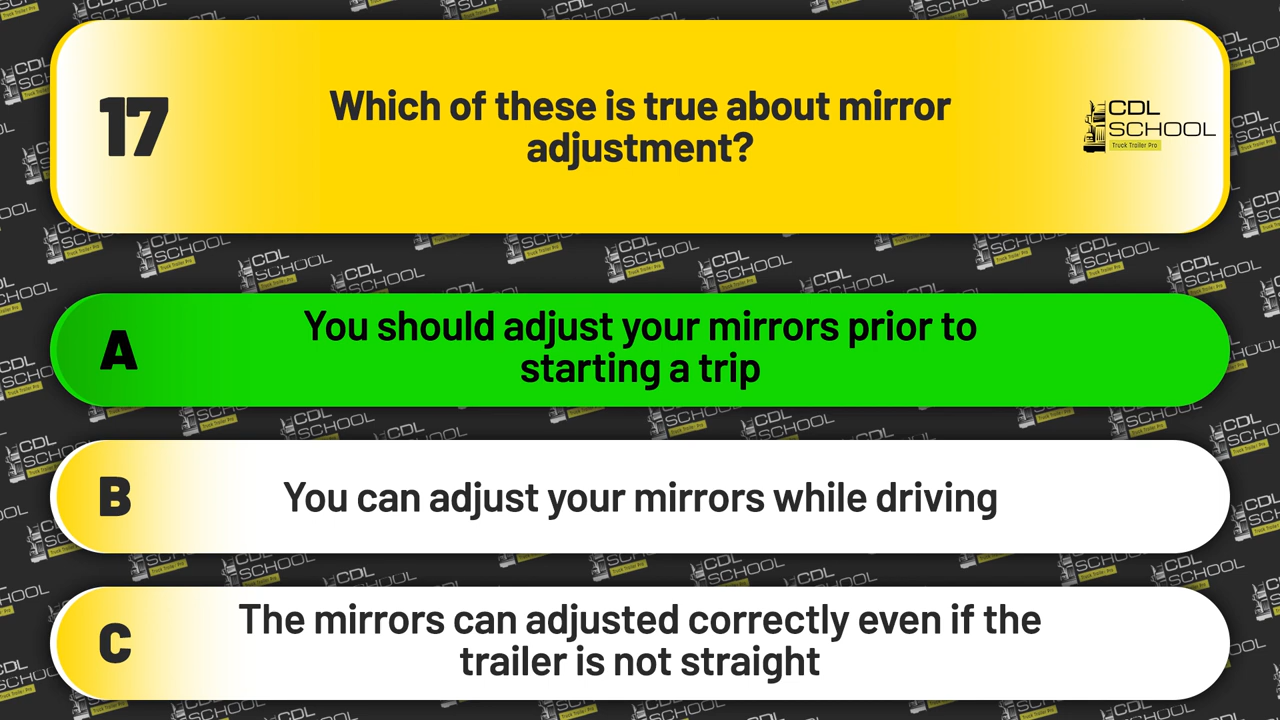 17
Which of these is true about mirror
adjustment?
CDL
SCHOOL
Truck Trailer Pro
A
You should adjust your mirrors prior to
starting a trip
B
You can adjust your mirrors while driving
C
The mirrors can adjusted correctly even if the
trailer is not straight